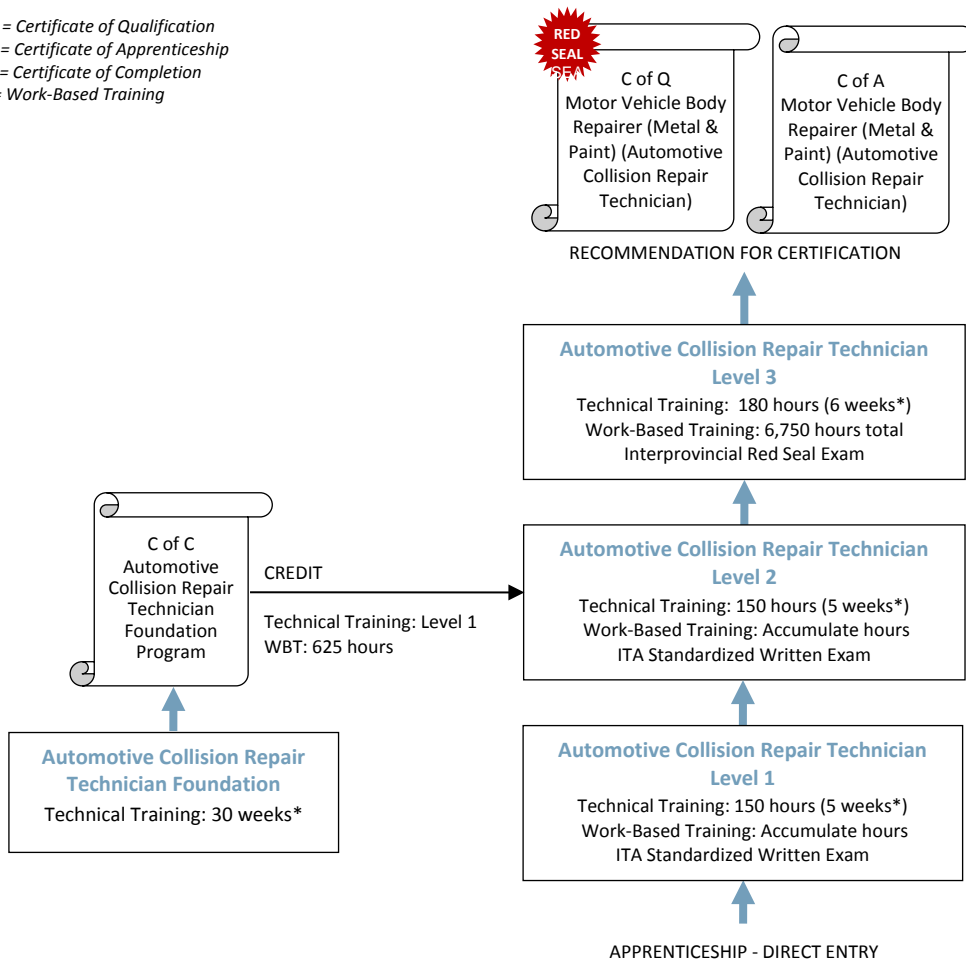 = Certificate of Qualification
= Certificate of Apprenticeship
= Certificate of Completion
= Work-Based Training
RED
SEAL
SEA
C of Q
Motor Vehicle Body
Repairer (Metal &
Paint) (Automotive
Collision Repair
Technician)
C of A
Motor Vehicle Body
Repairer (Metal &
Paint) (Automotive
Collision Repair
Technician)
RECOMMENDATION FOR CERTIFICATION
Automotive Collision Repair Technician
Level 3
Technical Training: 180 hours (6 weeks*)
Work-Based Training: 6,750 hours total
Interprovincial Red Seal Exam
C of C
Automotive
Collision Repair
Technician
Foundation
Program
CREDIT
Technical Training: Level 1
WBT: 625 hours
Automotive Collision Repair Technician
Level 2
Technical Training: 150 hours (5 weeks*)
Work-Based Training: Accumulate hours
ITA Standardized Written Exam
Automotive Collision Repair
Technician Foundation
Technical Training: 30 weeks*
Automotive Collision Repair Technician
Level 1
Technical Training: 150 hours (5 weeks*)
Work-Based Training: Accumulate hours
ITA Standardized Written Exam
APPRENTICESHIP - DIRECT ENTRY